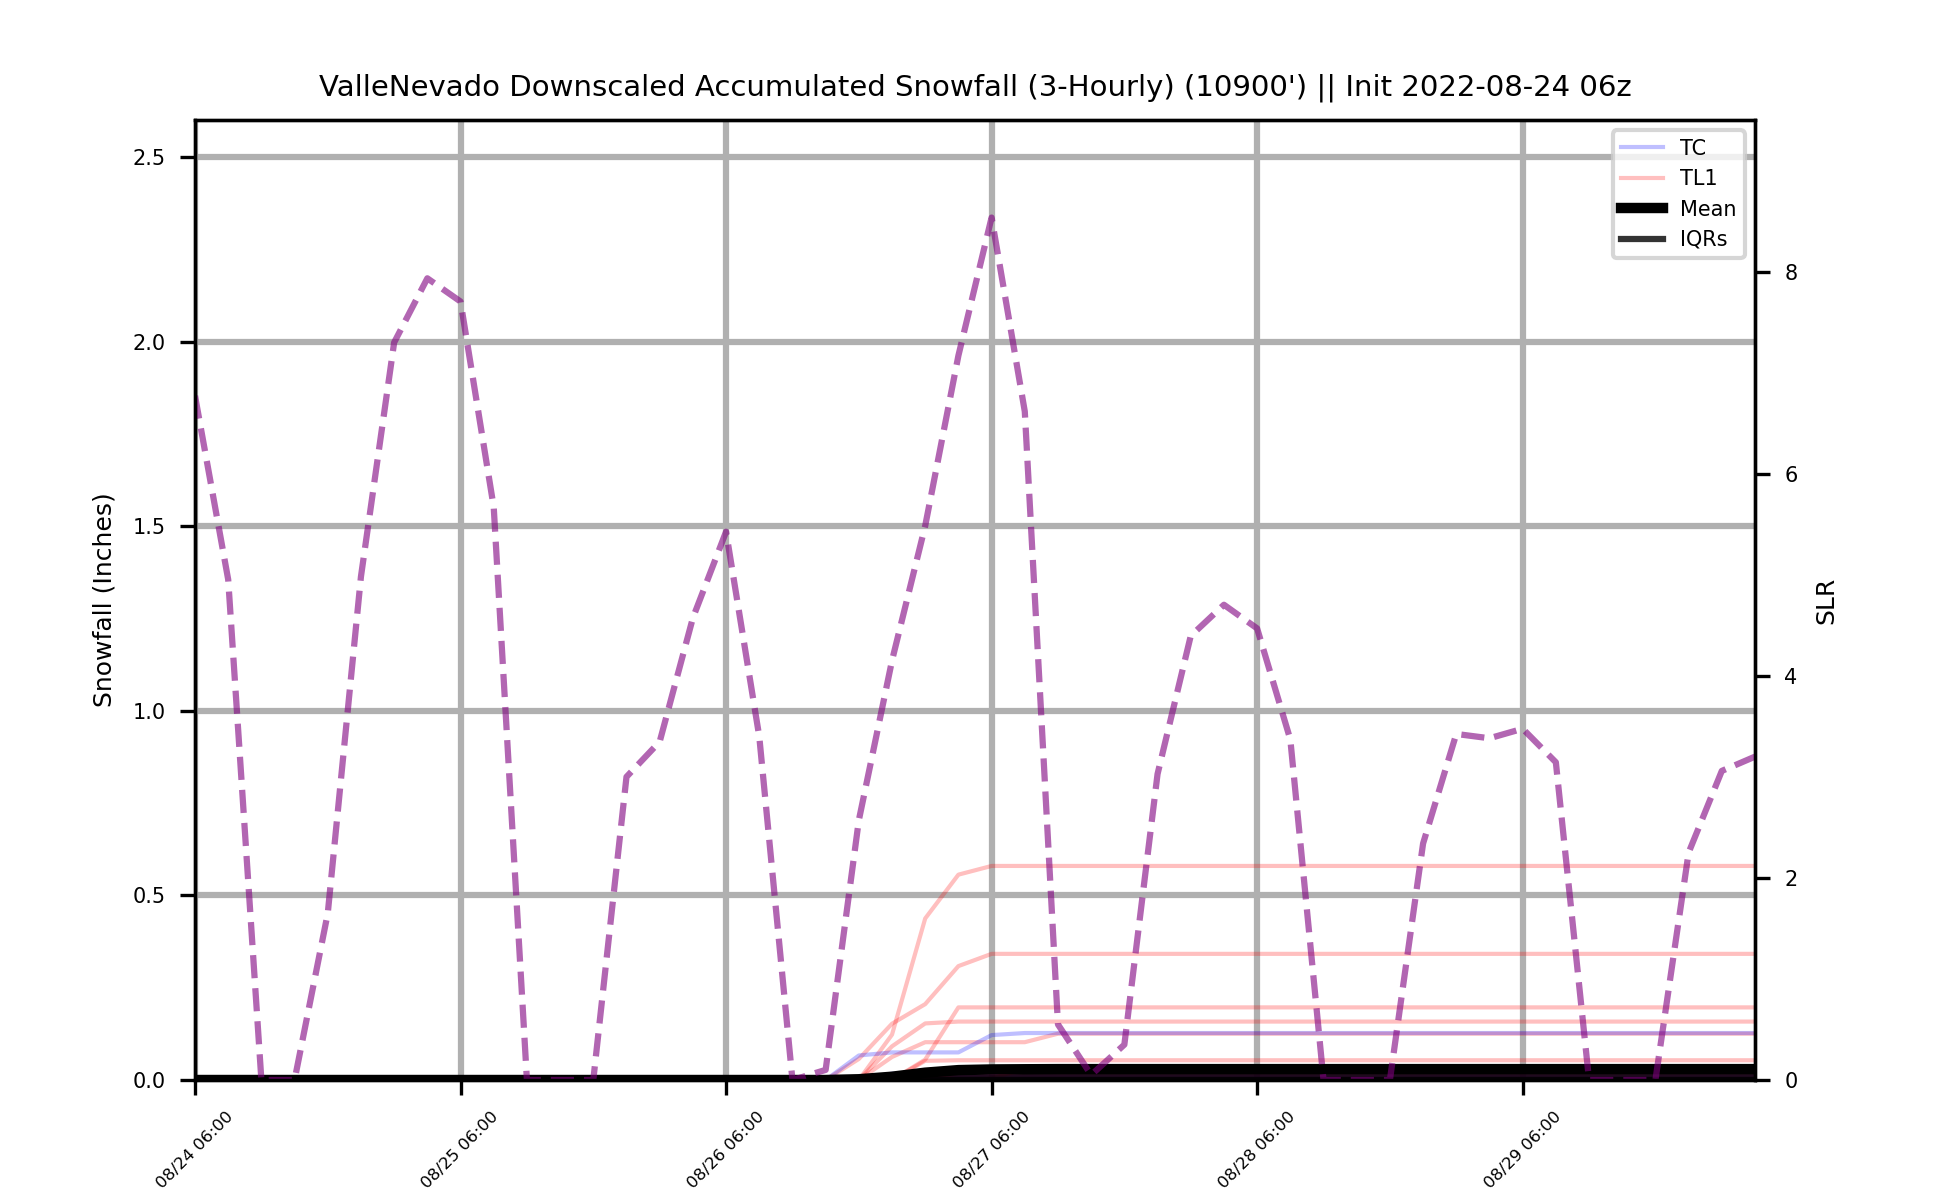 ValleNevado Downscaled Accumulated Snowfall (3-Hourly) (10900') || Init 2022-08-24 06z
TC
TL1
Mean
IQRs
2.5
2.0
1.5
1.0
0.5
0.0
Snowfall (Inches)
8
6
4
2
0
SLR
08/24 06:00
08/25 06:00
08/26 06:00
08/27 06:00
08/28 06:00
08/29 06:00